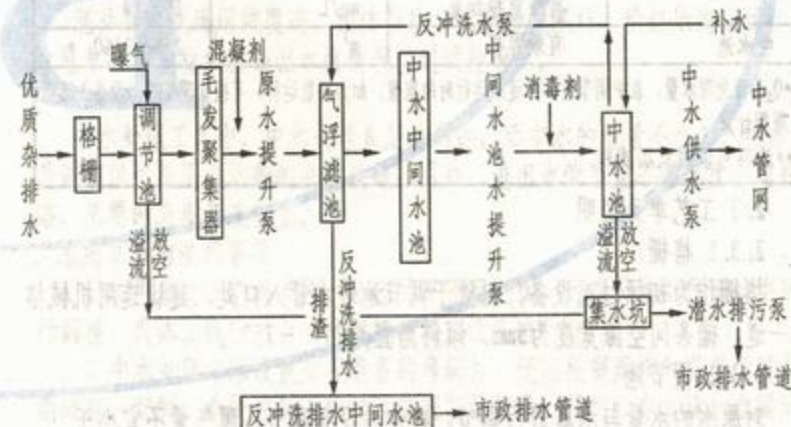 反冲洗水泵
补水
曝气
混凝剂
消毒剂
优质杂排水
格栅
调节池
毛发聚集器
原水提升泵
气浮滤池
中水中间水池
中间水池水提升泵
中水池
中水供水泵
中水管网
溢流
放空
排渣
反冲洗排水
溢流
放空
集水坑
潜水排污泵
市政排水管道
反冲洗排水中间水池
市政排水管道